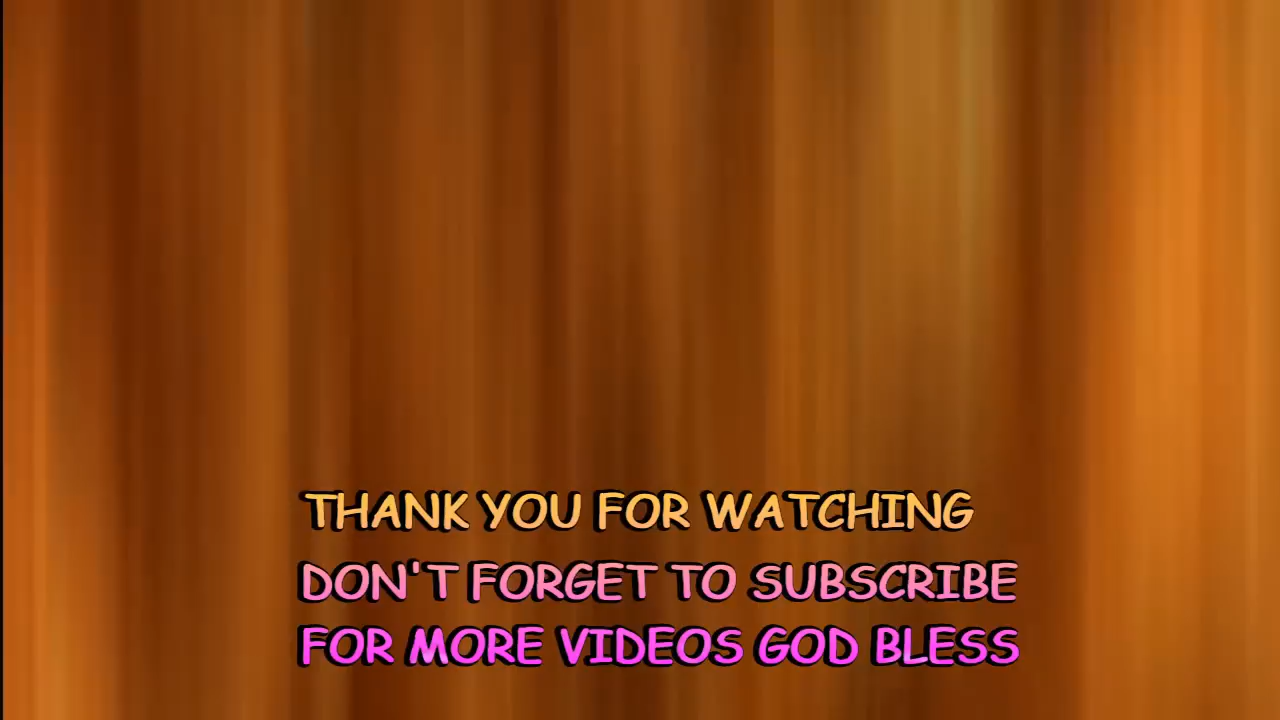 THANK YOU FOR WATCHING
DON'T FORGET TO SUBSCRIBE
FOR MORE VIDEOS GOD BLESS